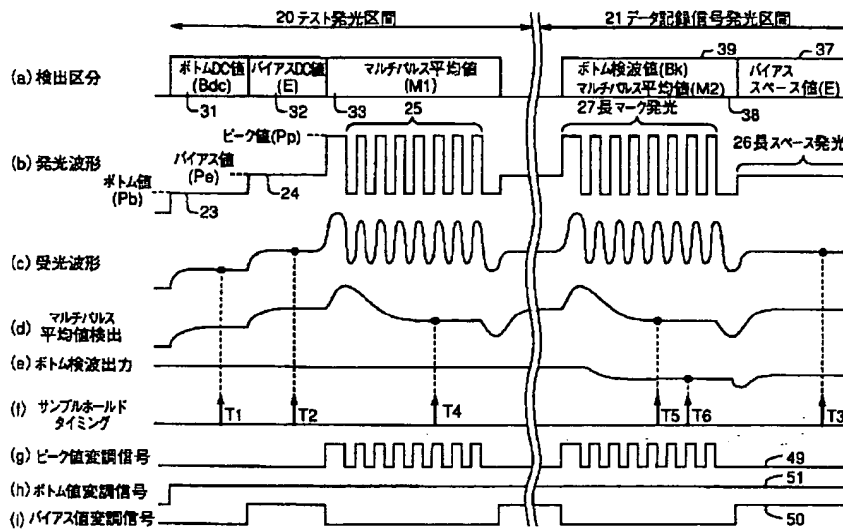 20 テスト発光区間
21 データ記録信号発光区間
(a) 検出区分
ボトムDC値 (Bdc)
バイアスDC値 (E)
マルチパルス平均値 (M1)
39
37
ボトム検波値(Bk)
マルチパルス平均値(M2)
バイアス
スペース値(E)
31
32
33
25
38
27長マーク発光
26長スペース発光
(b) 発光波形
ピーク値(Pp)
バイアス値 (Pe)
ボトム値 (Pb)
23
24
(c) 受光波形
(d) マルチパルス 平均値検出
(e) ボトム検波出力
(f) サンプルホールド タイミング
T1
T2
T4
T5
T6
T3
(g) ピーク値変調信号
49
(h) ボトム値変調信号
51
(i) バイアス値変調信号
50